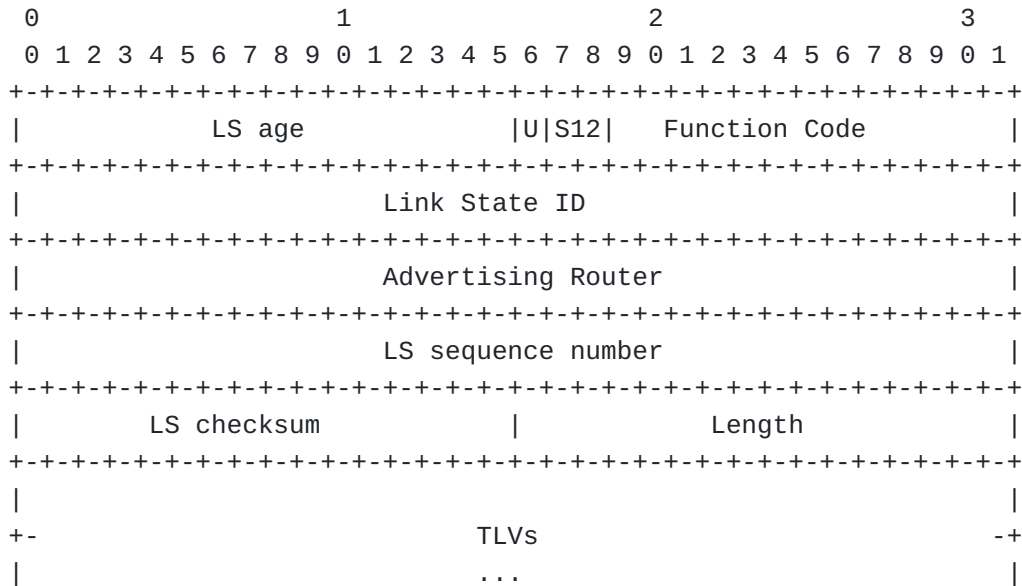 0                   1                   2                   3
 0 1 2 3 4 5 6 7 8 9 0 1 2 3 4 5 6 7 8 9 0 1 2 3 4 5 6 7 8 9 0 1
+-+-+-+-+-+-+-+-+-+-+-+-+-+-+-+-+-+-+-+-+-+-+-+-+-+-+-+-+-+-+-+-+
|            LS age             |U|S12|   Function Code         |
+-+-+-+-+-+-+-+-+-+-+-+-+-+-+-+-+-+-+-+-+-+-+-+-+-+-+-+-+-+-+-+-+
|                       Link State ID                           |
+-+-+-+-+-+-+-+-+-+-+-+-+-+-+-+-+-+-+-+-+-+-+-+-+-+-+-+-+-+-+-+-+
|                       Advertising Router                      |
+-+-+-+-+-+-+-+-+-+-+-+-+-+-+-+-+-+-+-+-+-+-+-+-+-+-+-+-+-+-+-+-+
|                       LS sequence number                      |
+-+-+-+-+-+-+-+-+-+-+-+-+-+-+-+-+-+-+-+-+-+-+-+-+-+-+-+-+-+-+-+-+
|        LS checksum            |            Length             |
+-+-+-+-+-+-+-+-+-+-+-+-+-+-+-+-+-+-+-+-+-+-+-+-+-+-+-+-+-+-+-+-+
|                                                               |
+-                            TLVs                             -+
|                             ...                               |